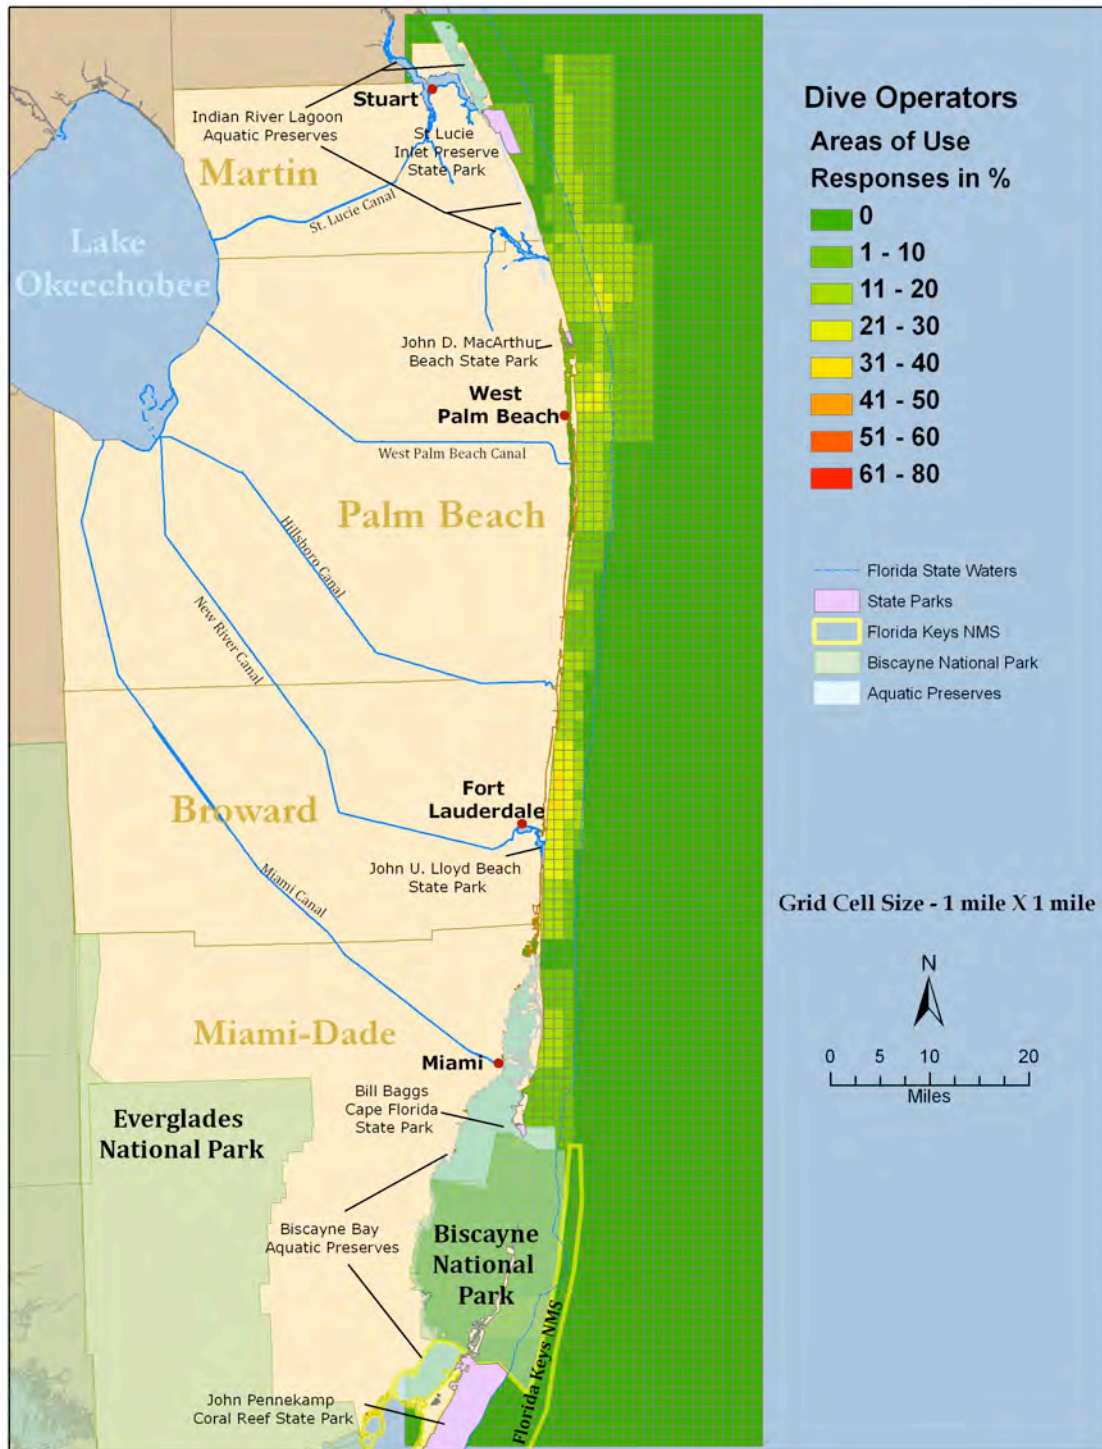 Stuart
Indian River Lagoon
Aquatic Preserves
St Lucie
Inlet Preserve
State Park
Martin
St. Lucie Canal
Lake
Okeechobee
John D. MacArthur
Beach State Park
West
Palm Beach
West Palm Beach Canal
Palm Beach
Hillsboro Canal
New River Canal
Fort
Lauderdale
Broward
John U. Lloyd Beach
State Park
Miami Canal
Miami-Dade
Miami
Bill Baggs
Cape Florida
State Park
Everglades
National Park
Biscayne Bay
Aquatic Preserves
Biscayne
National
Park
Florida Keys NMS
John Pennekamp
Coral Reef State Park
Dive Operators
Areas of Use
Responses in %
0
1 - 10
11 - 20
21 - 30
31 - 40
41 - 50
51 - 60
61 - 80
Florida State Waters
State Parks
Florida Keys NMS
Biscayne National Park
Aquatic Preserves
Grid Cell Size - 1 mile X 1 mile
N
0 5 10 20
Miles